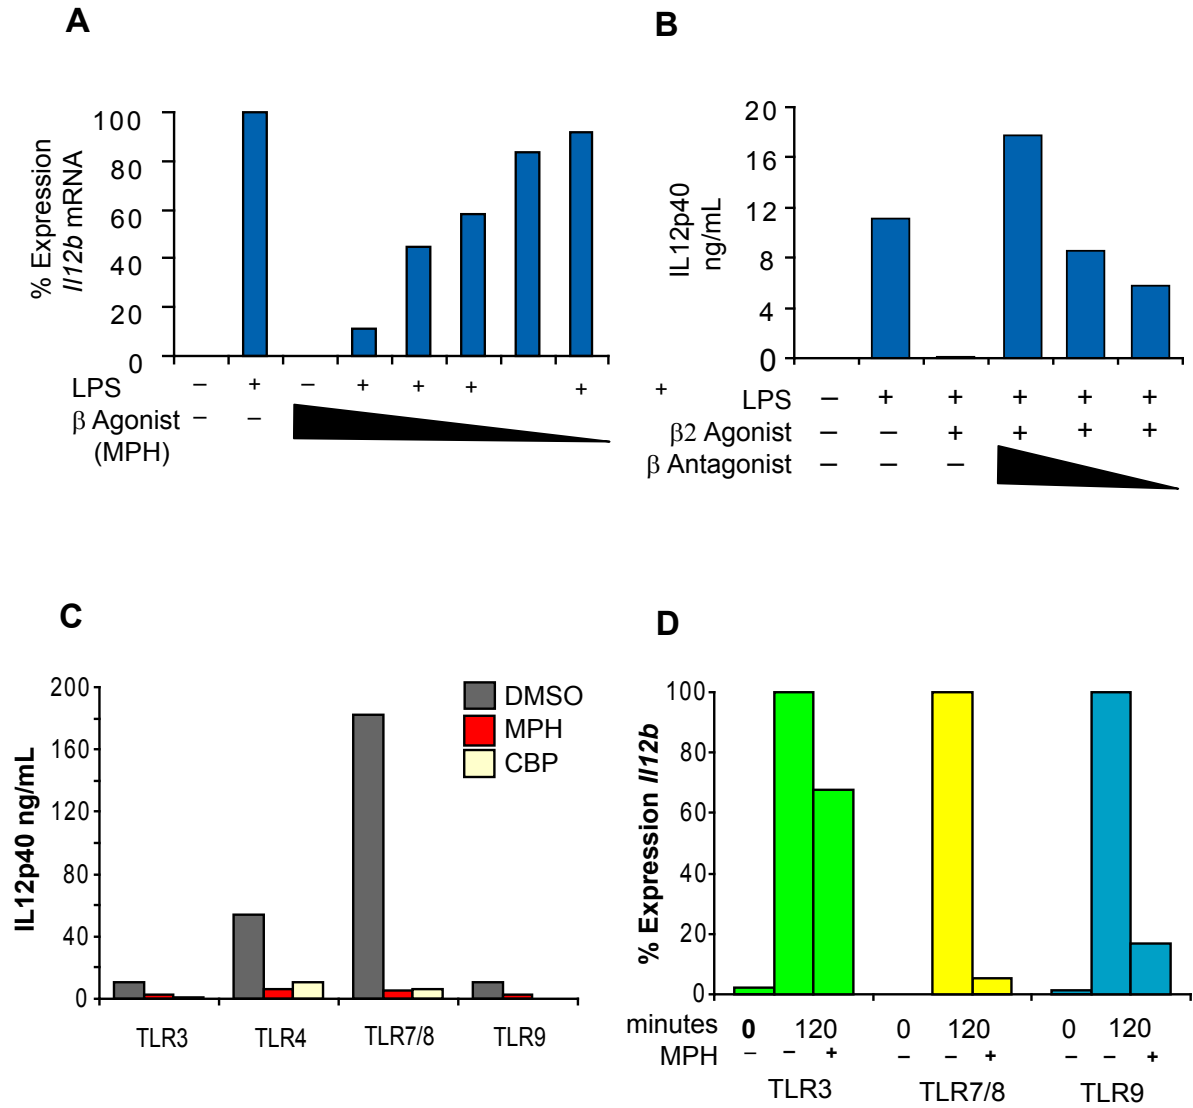 A
% Expression
Il12b mRNA
100
80
60
40
20
0
LPS – + – + + + + +
β Agonist – –
(MPH)
B
IL12p40
ng/mL
20
16
12
8
4
0
LPS – + + + + +
β2 Agonist – – + + + +
β Antagonist – – –
C
IL12p40 ng/mL
200
160
120
80
40
0
DMSO
MPH
CBP
TLR3 TLR4 TLR7/8 TLR9
D
% Expression Il12b
100
80
60
40
20
0
minutes 0 120 0 120 0 120
MPH – – + – – + – – +
TLR3 TLR7/8 TLR9